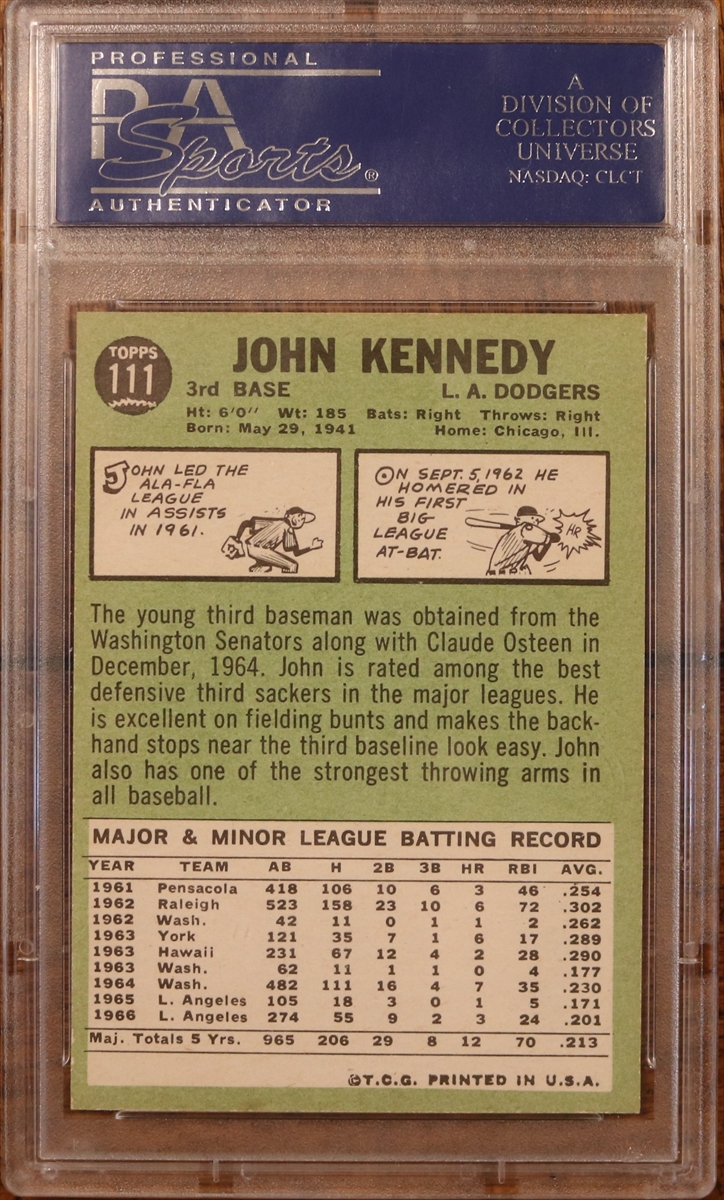 PROFESSIONAL
PSA
Sports®
AUTHENTICATOR
A
DIVISION OF
COLLECTORS
UNIVERSE
NASDAQ: CLCT
TOPPS
111
JOHN KENNEDY
3rd BASE L. A. DODGERS
Ht: 6'0" Wt: 185 Bats: Right Throws: Right
Born: May 29, 1941 Home: Chicago, Ill.
JOHN LED THE
ALA-FLA
LEAGUE
IN ASSISTS
IN 1961.
ON SEPT. 5, 1962 HE
HOMERED IN
HIS FIRST
BIG-
LEAGUE
AT-BAT.
HR
The young third baseman was obtained from the
Washington Senators along with Claude Osteen in
December, 1964. John is rated among the best
defensive third sackers in the major leagues. He
is excellent on fielding bunts and makes the back-
hand stops near the third baseline look easy. John
also has one of the strongest throwing arms in
all baseball.
MAJOR & MINOR LEAGUE BATTING RECORD
YEAR TEAM AB H 2B 3B HR RBI AVG.
1961 Pensacola 418 106 10 6 3 46 .254
1962 Raleigh 523 158 23 10 6 72 .302
1962 Wash. 42 11 0 1 1 2 .262
1963 York 121 35 7 1 6 17 .289
1963 Hawaii 231 67 12 4 2 28 .290
1963 Wash. 62 11 1 1 0 4 .177
1964 Wash. 482 111 16 4 7 35 .230
1965 L. Angeles 105 18 3 0 1 5 .171
1966 L. Angeles 274 55 9 2 3 24 .201
Maj. Totals 5 Yrs. 965 206 29 8 12 70 .213
©T.C.G. PRINTED IN U.S.A.